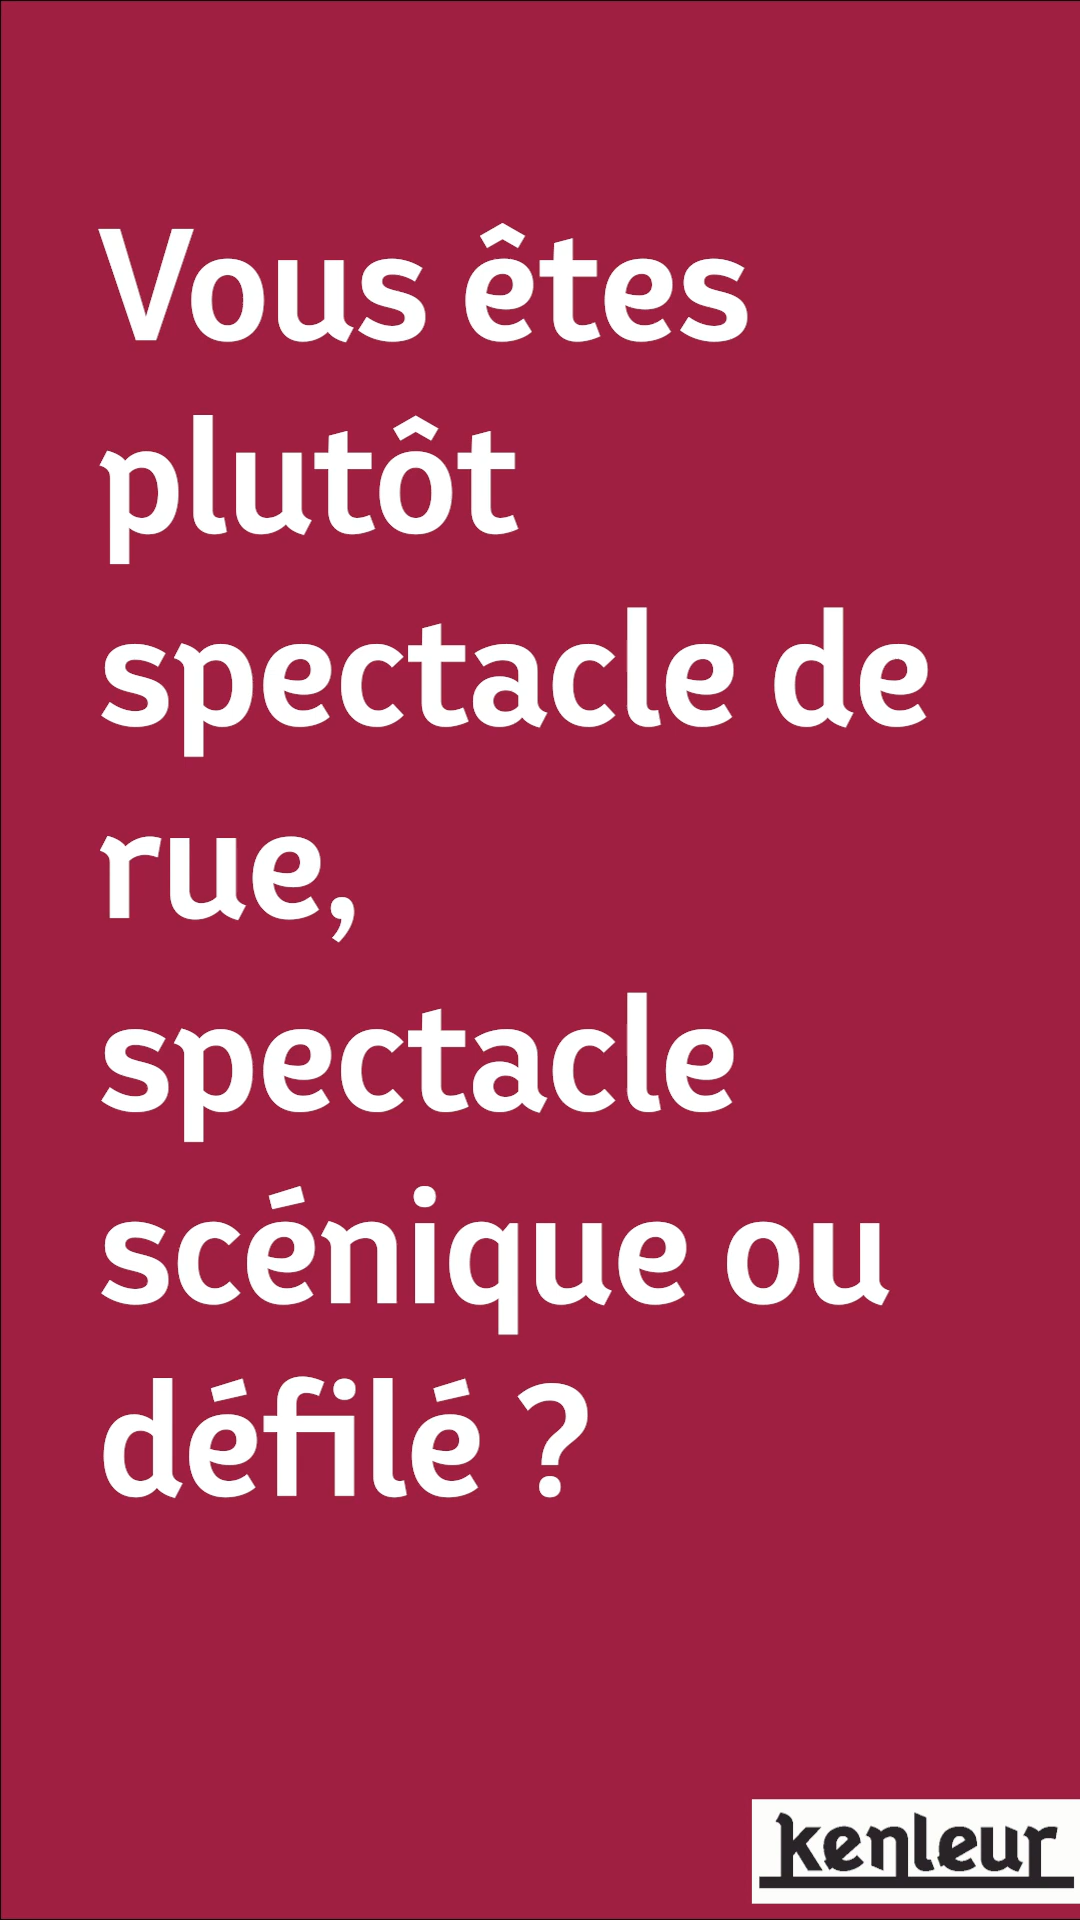 Vous êtes
plutôt
spectacle de
rue,
spectacle
scénique ou
défilé ?
kenleur